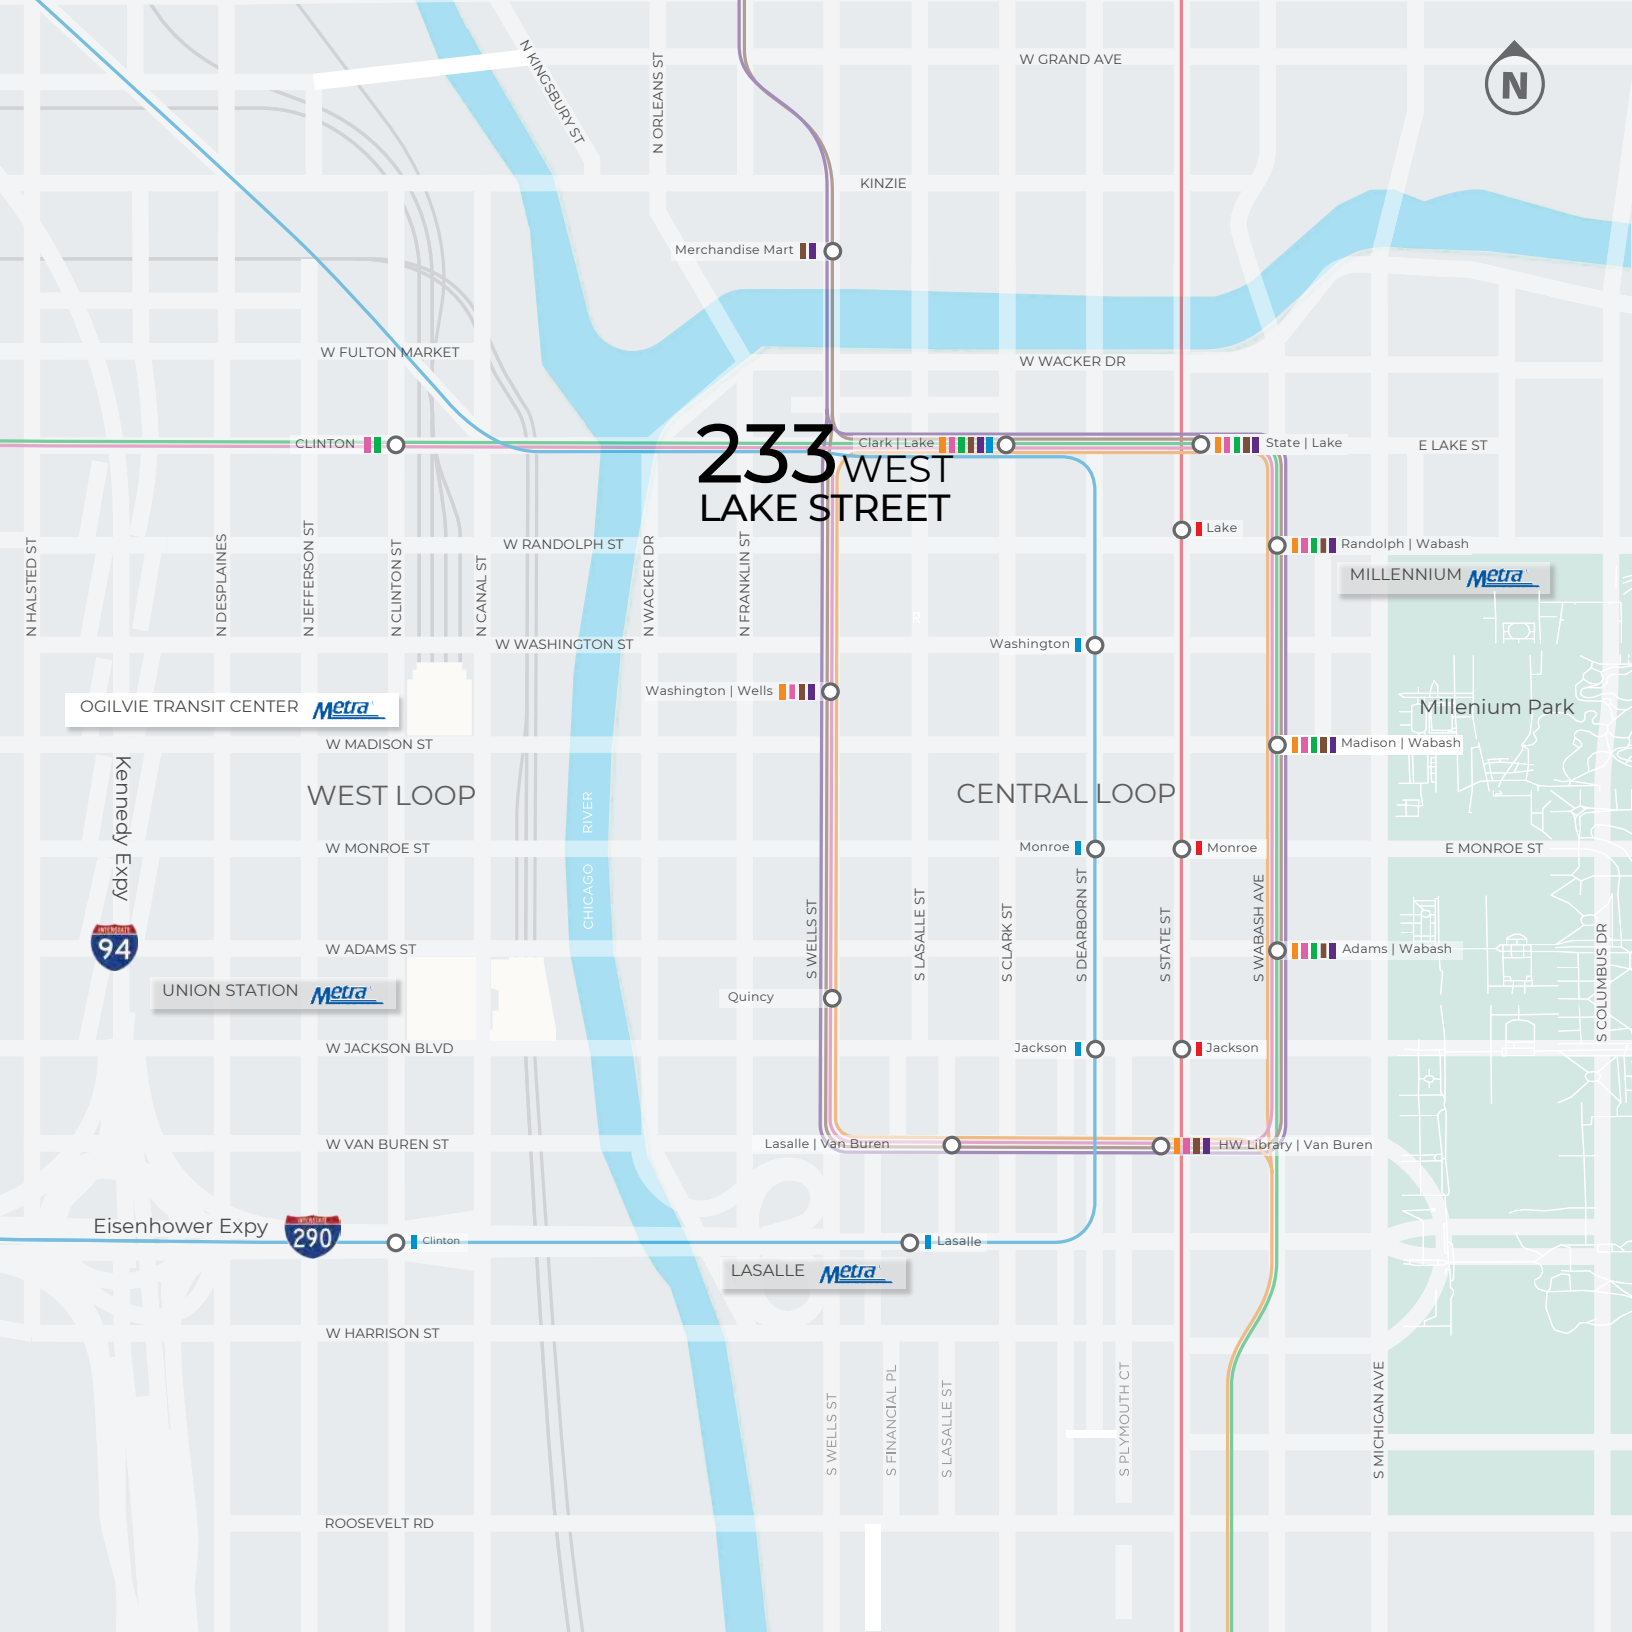 W GRAND AVE
N
N KINGSBURY ST
N ORLEANS ST
KINZIE
Merchandise Mart
W FULTON MARKET
W WACKER DR
CLINTON
233 WEST
LAKE STREET
Clark | Lake
State | Lake
E LAKE ST
Lake
W RANDOLPH ST
Randolph | Wabash
MILLENNIUM Metra
N HALSTED ST
N DESPLAINES
N JEFFERSON ST
N CLINTON ST
N CANAL ST
N WACKER DR
N FRANKLIN ST
R
W WASHINGTON ST
Washington
Washington | Wells
OGILVIE TRANSIT CENTER Metra
Millenium Park
W MADISON ST
Madison | Wabash
Kennedy Expy
WEST LOOP
CENTRAL LOOP
CHICAGO RIVER
W MONROE ST
Monroe
Monroe
E MONROE ST
INTERSTATE
94
W ADAMS ST
S WELLS ST
S LASALLE ST
S CLARK ST
S DEARBORN ST
S STATE ST
S WABASH AVE
Adams | Wabash
S COLUMBUS DR
UNION STATION Metra
Quincy
W JACKSON BLVD
Jackson
Jackson
W VAN BUREN ST
Lasalle | Van Buren
HW Library | Van Buren
Eisenhower Expy
INTERSTATE
290
Clinton
Lasalle
LASALLE Metra
W HARRISON ST
S WELLS ST
S FINANCIAL PL
S LASALLE ST
S PLYMOUTH CT
S MICHIGAN AVE
ROOSEVELT RD